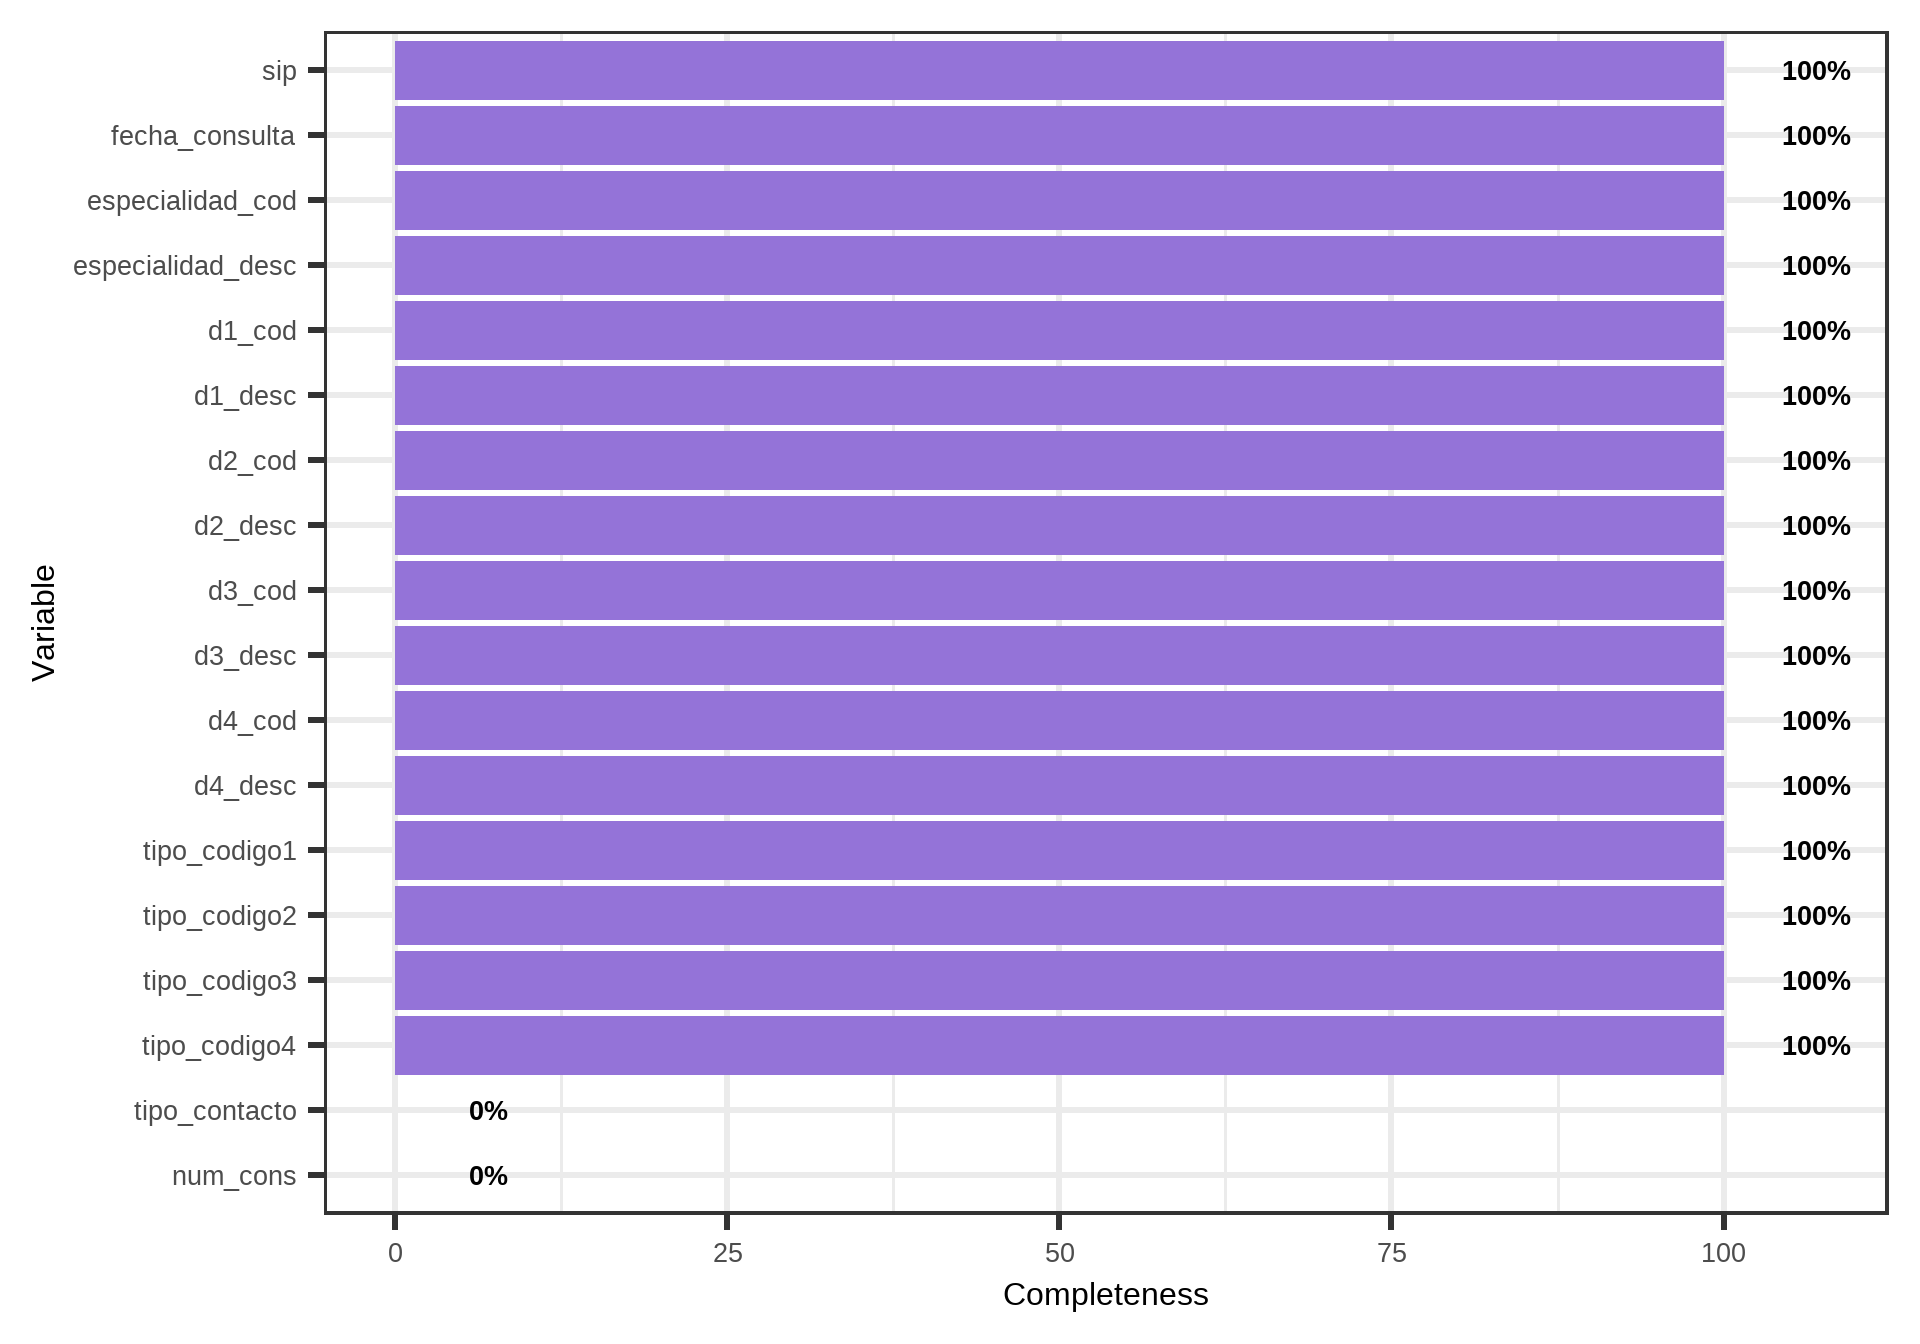 sip 100%
fecha_consulta 100%
especialidad_cod 100%
especialidad_desc 100%
d1_cod 100%
d1_desc 100%
d2_cod 100%
d2_desc 100%
d3_cod 100%
d3_desc 100%
d4_cod 100%
d4_desc 100%
tipo_codigo1 100%
tipo_codigo2 100%
tipo_codigo3 100%
tipo_codigo4 100%
tipo_contacto 0%
num_cons 0%
Variable
0 25 50 75 100
Completeness